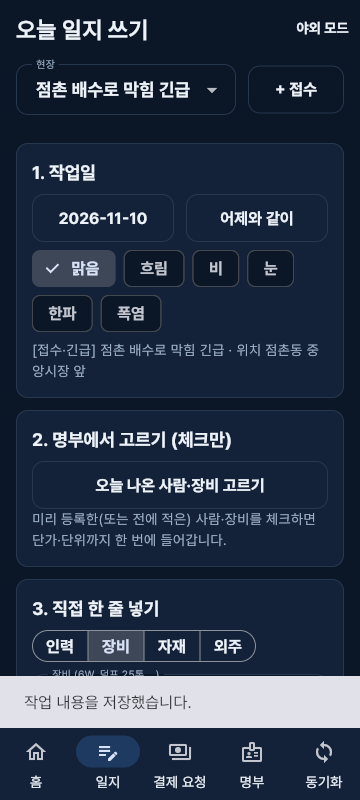 오늘 일지 쓰기
야외 모드
현장
점촌 배수로 막힘 긴급
+ 접수
1. 작업일
2026-11-10
어제와 같이
맑음
흐림
비
눈
한파
폭염
[접수·긴급] 점촌 배수로 막힘 긴급 · 위치 점촌동 중
앙시장 앞
2. 명부에서 고르기 (체크만)
오늘 나온 사람·장비 고르기
미리 등록한(또는 전에 적은) 사람·장비를 체크하면
단가·단위까지 한 번에 들어갑니다.
3. 직접 한 줄 넣기
인력
장비
자재
외주
장비 (6W, 덤프 25톤…)
작업 내용을 저장했습니다.
홈
일지
결제 요청
명부
동기화